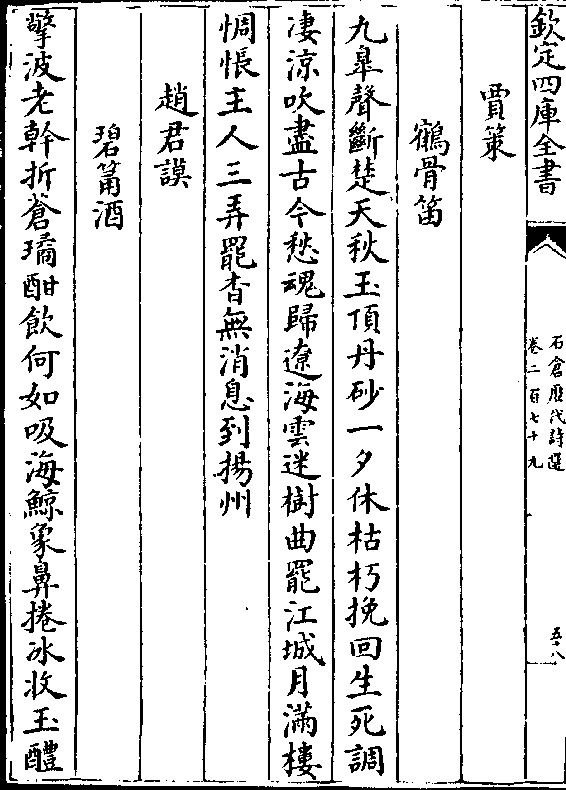 欽定四庫全書
石倉歷代詩選
卷二百七十九
五十八
賈策
鶴骨笛
九臯聲斷楚天秋玉頂丹砂一夕休枯朽挽回生死調
凄涼吹盡古今愁魂歸遼海雲迷樹曲罷江城月滿樓
惆悵主人三弄罷杳無消息到揚州
趙君謨
碧筩酒
擎波老幹折蒼璚酣飲何如吸海鯨象鼻捲冰收玉醴